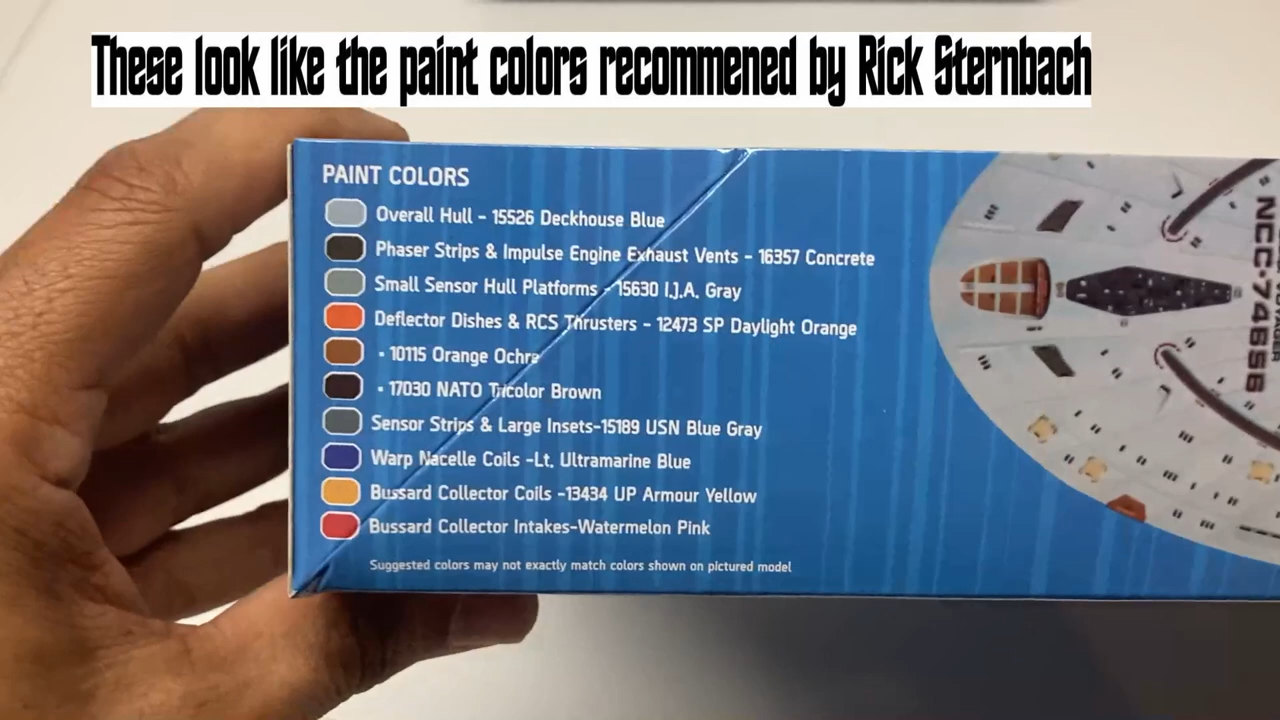 These look like the paint colors recommened by Rick Sternbach
PAINT COLORS
Overall Hull - 15526 Deckhouse Blue
Phaser Strips & Impulse Engine Exhaust Vents - 16357 Concrete
Small Sensor Hull Platforms - 15630 I.J.A. Gray
Deflector Dishes & RCS Thrusters - 12473 SP Daylight Orange
• 10115 Orange Ochre
• 17030 NATO Tricolor Brown
Sensor Strips & Large Insets-15189 USN Blue Gray
Warp Nacelle Coils -Lt. Ultramarine Blue
Bussard Collector Coils -13434 UP Armour Yellow
Bussard Collector Intakes-Watermelon Pink
Suggested colors may not exactly match colors shown on pictured model
NCC-74656